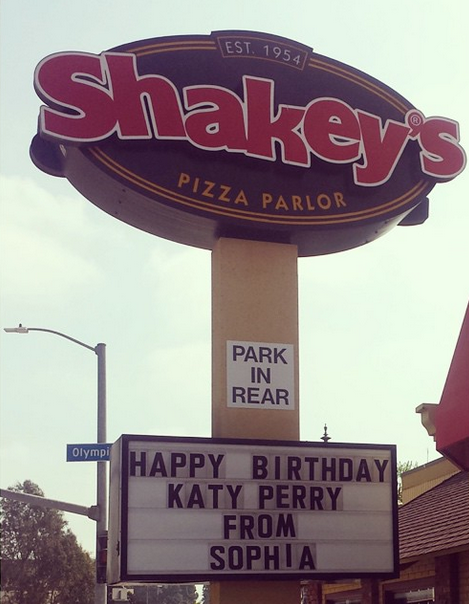 EST. 1954
Shakey's®
PIZZA PARLOR
PARK
IN
REAR
Olympi
HAPPY BIRTHDAY
KATY PERRY
FROM
SOPHIA